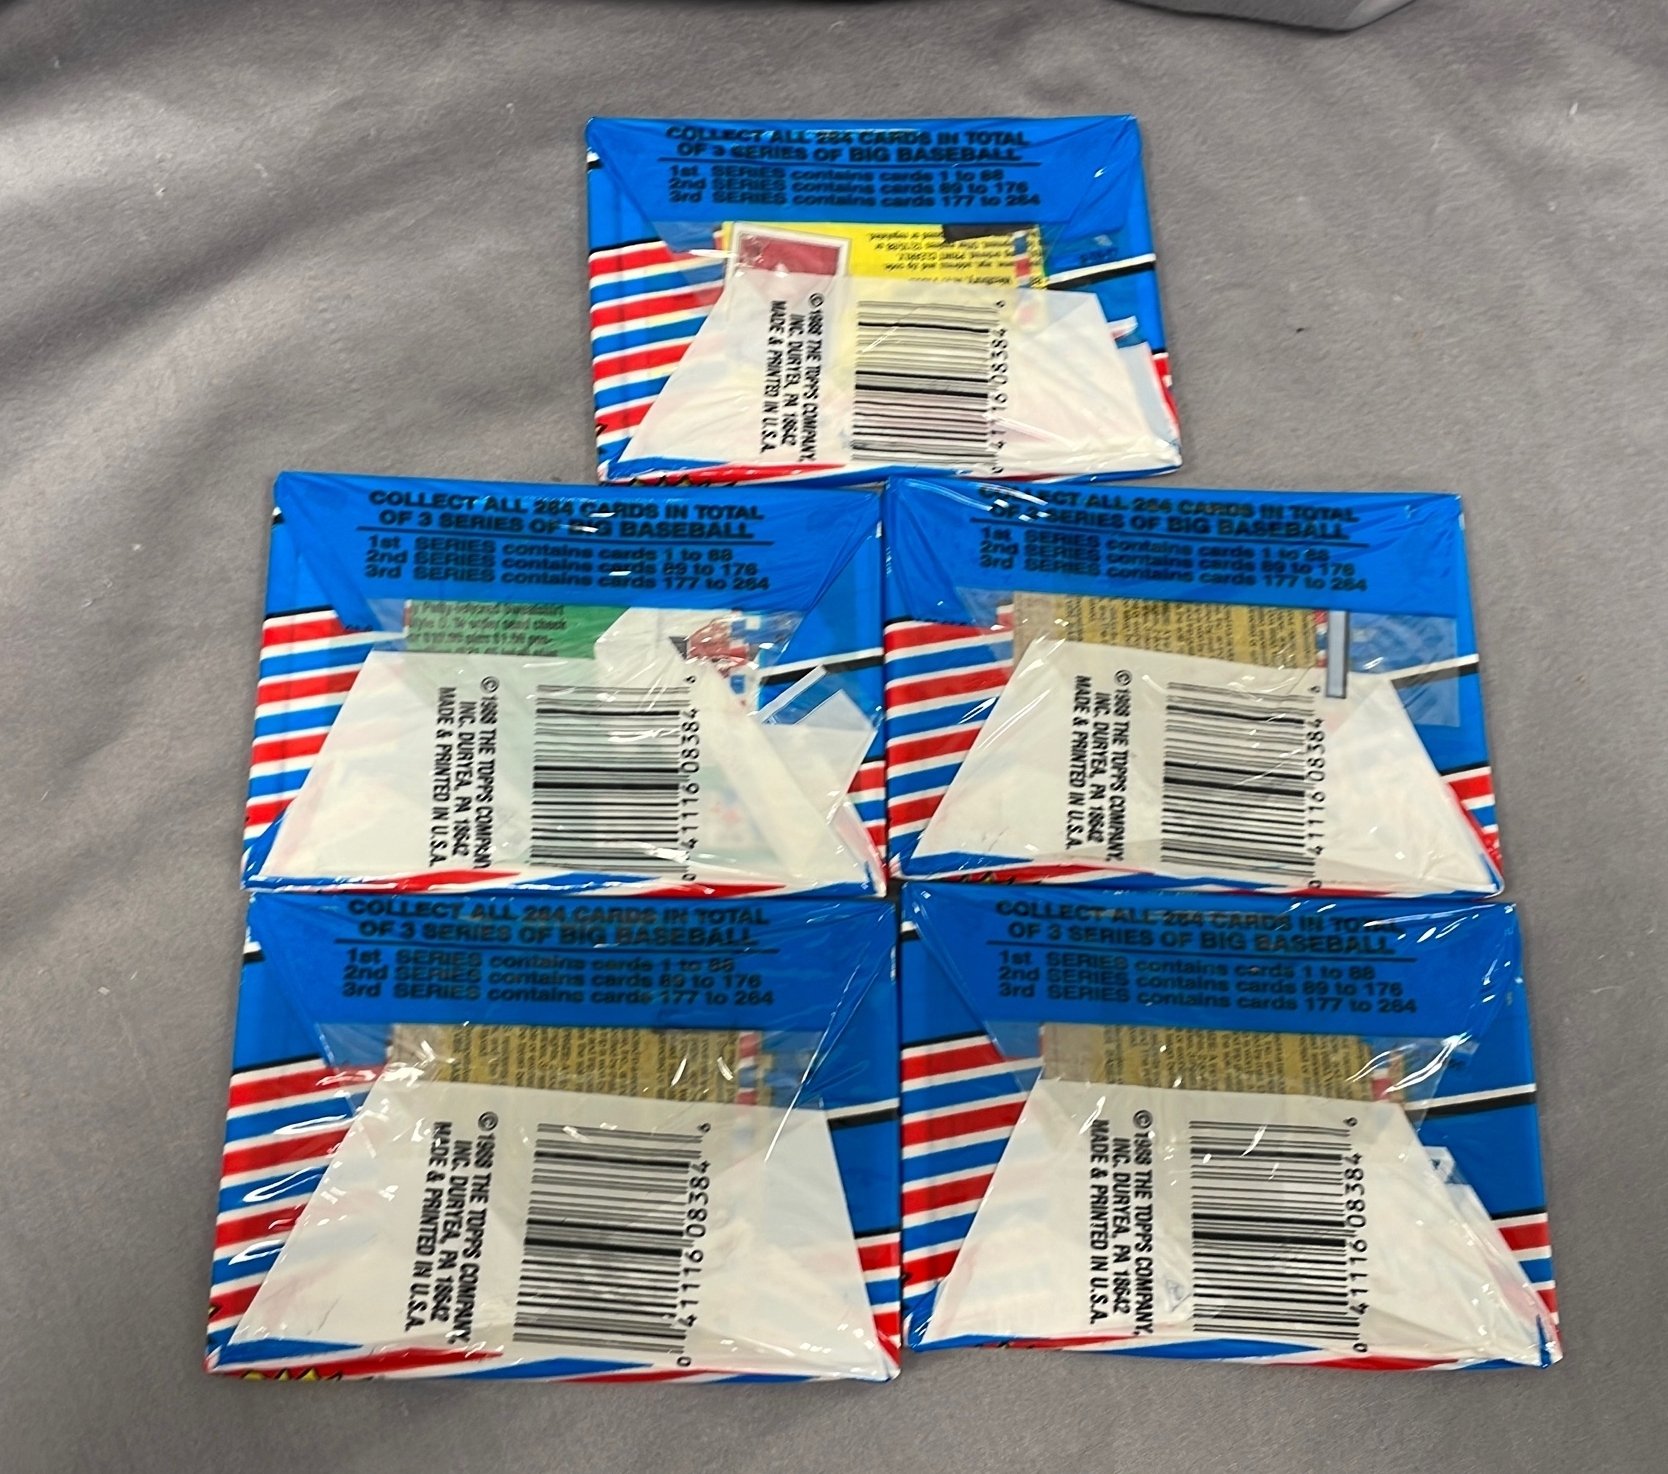 COLLECT ALL 264 CARDS IN TOTAL
OF 3 SERIES OF BIG BASEBALL
1st SERIES contains cards 1 to 88
2nd SERIES contains cards 89 to 176
3rd SERIES contains cards 177 to 264
© 1988 THE TOPPS COMPANY,
INC. DURYEA, PA 18642
MADE & PRINTED IN U.S.A.
0 41116 08384 6
COLLECT ALL 264 CARDS IN TOTAL
OF 3 SERIES OF BIG BASEBALL
1st SERIES contains cards 1 to 88
2nd SERIES contains cards 89 to 176
3rd SERIES contains cards 177 to 264
© 1988 THE TOPPS COMPANY,
INC. DURYEA, PA 18642
MADE & PRINTED IN U.S.A.
0 41116 08384 6
COLLECT ALL 264 CARDS IN TOTAL
OF 3 SERIES OF BIG BASEBALL
1st SERIES contains cards 1 to 88
2nd SERIES contains cards 89 to 176
3rd SERIES contains cards 177 to 264
© 1988 THE TOPPS COMPANY,
INC. DURYEA, PA 18642
MADE & PRINTED IN U.S.A.
0 41116 08384 6
COLLECT ALL 264 CARDS IN TOTAL
OF 3 SERIES OF BIG BASEBALL
1st SERIES contains cards 1 to 88
2nd SERIES contains cards 89 to 176
3rd SERIES contains cards 177 to 264
© 1988 THE TOPPS COMPANY,
INC. DURYEA, PA 18642
MADE & PRINTED IN U.S.A.
0 41116 08384 6
COLLECT ALL 264 CARDS IN TOTAL
OF 3 SERIES OF BIG BASEBALL
1st SERIES contains cards 1 to 88
2nd SERIES contains cards 89 to 176
3rd SERIES contains cards 177 to 264
© 1988 THE TOPPS COMPANY,
INC. DURYEA, PA 18642
MADE & PRINTED IN U.S.A.
0 41116 08384 6